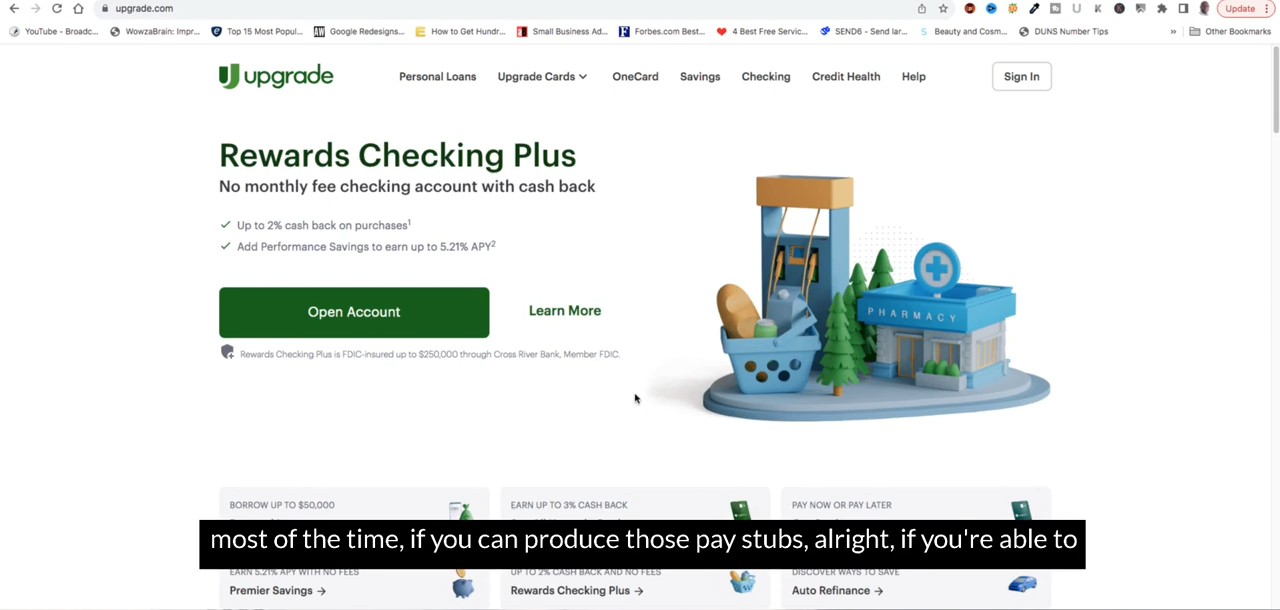 upgrade.com
Update
YouTube - Broadc...
WowzaBrain: Impr...
Top 15 Most Popul...
Google Redesigns...
How to Get Hundr...
Small Business Ad...
Forbes.com Best...
4 Best Free Servic...
SEND6 - Send lar...
Beauty and Cosm...
DUNS Number Tips
»
Other Bookmarks
upgrade
Personal Loans
Upgrade Cards
OneCard
Savings
Checking
Credit Health
Help
Sign In
Rewards Checking Plus
No monthly fee checking account with cash back
Up to 2% cash back on purchases¹
Add Performance Savings to earn up to 5.21% APY²
Open Account
Learn More
Rewards Checking Plus is FDIC-insured up to $250,000 through Cross River Bank, Member FDIC.
PHARMACY
BORROW UP TO $50,000
EARN UP TO 3% CASH BACK
PAY NOW OR PAY LATER
most of the time, if you can produce those pay stubs, alright, if you're able to
EARN 5.21% APY WITH NO FEES
UP TO 2% CASH BACK AND NO FEES
DISCOVER WAYS TO SAVE
Premier Savings →
Rewards Checking Plus →
Auto Refinance →